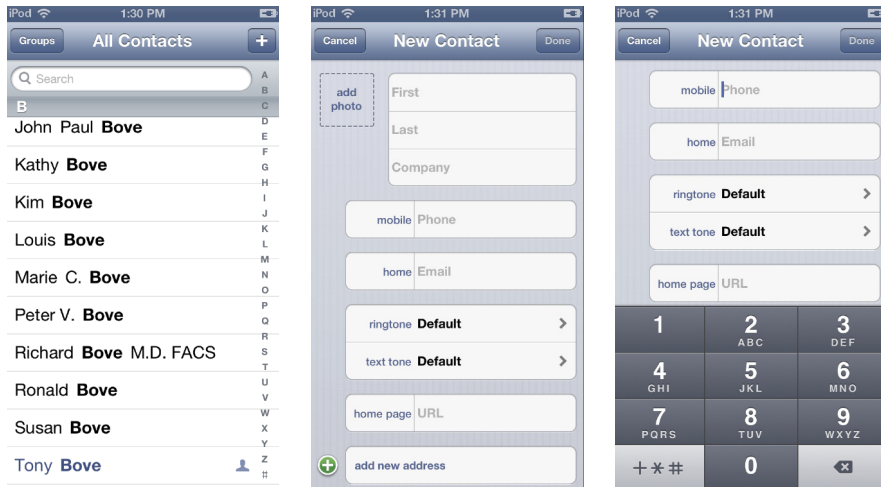 iPod 1:30 PM
Groups All Contacts +
Search
B
John Paul Bove
Kathy Bove
Kim Bove
Louis Bove
Marie C. Bove
Peter V. Bove
Richard Bove M.D. FACS
Ronald Bove
Susan Bove
Tony Bove
A
B
C
D
E
F
G
H
I
J
K
L
M
N
O
P
Q
R
S
T
U
V
W
X
Y
Z
#
iPod 1:31 PM
Cancel New Contact Done
add
photo
First
Last
Company
mobile Phone
home Email
ringtone Default
text tone Default
home page URL
add new address
iPod 1:31 PM
Cancel New Contact Done
mobile Phone
home Email
ringtone Default
text tone Default
home page URL
1 2 3
ABC DEF
4 5 6
GHI JKL MNO
7 8 9
PQRS TUV WXYZ
+*# 0